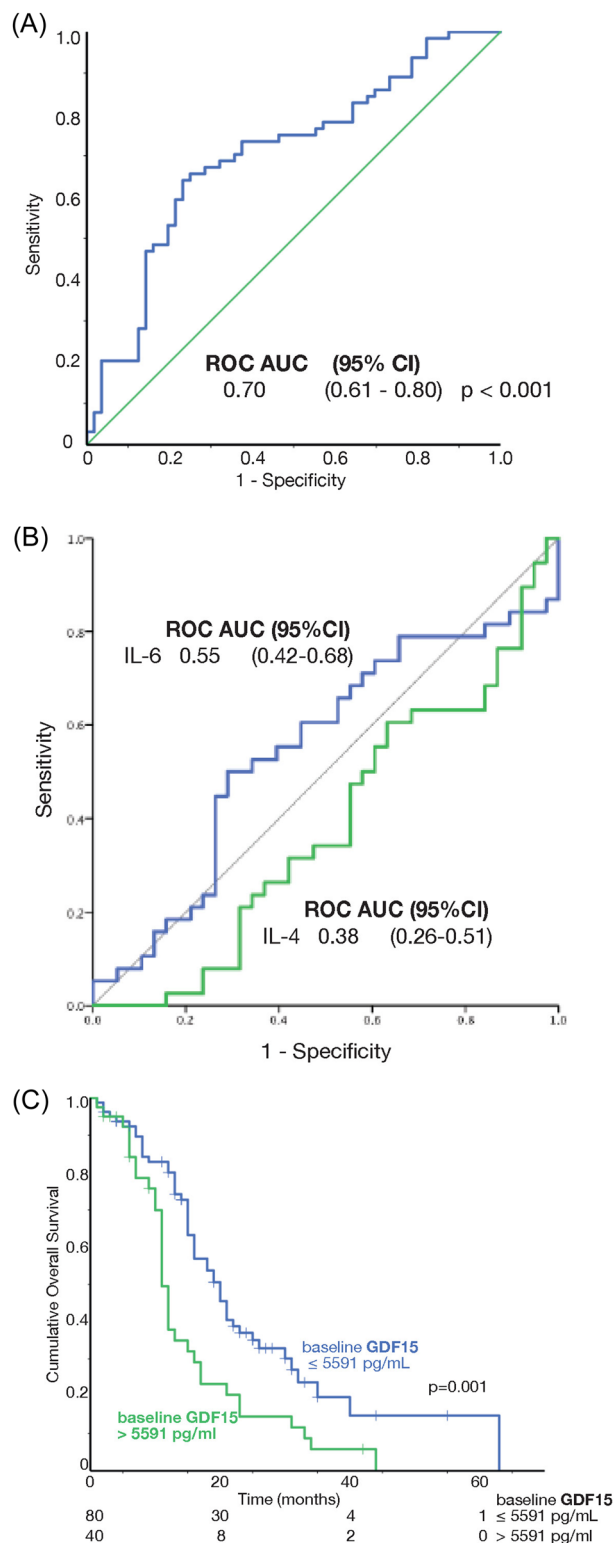 (A)
1.0
0.8
0.6
0.4
0.2
0
Sensitivity
ROC AUC (95% CI)
0.70 (0.61 - 0.80) p < 0.001
0 0.2 0.4 0.6 0.8 1.0
1 - Specificity
(B)
1.0
0.8
0.6
0.4
0.2
0.0
Sensitivity
ROC AUC (95%CI)
IL-6 0.55 (0.42-0.68)
ROC AUC (95%CI)
IL-4 0.38 (0.26-0.51)
0.0 0.2 0.4 0.6 0.8 1.0
1 - Specificity
(C)
1.0
0.8
0.6
0.4
0.2
0
Cumulative Overall Survival
baseline GDF15
≤ 5591 pg/mL
p=0.001
baseline GDF15
> 5591 pg/ml
0 20 40 60
Time (months)
baseline GDF15
80 30 4 1 ≤ 5591 pg/mL
40 8 2 0 > 5591 pg/ml